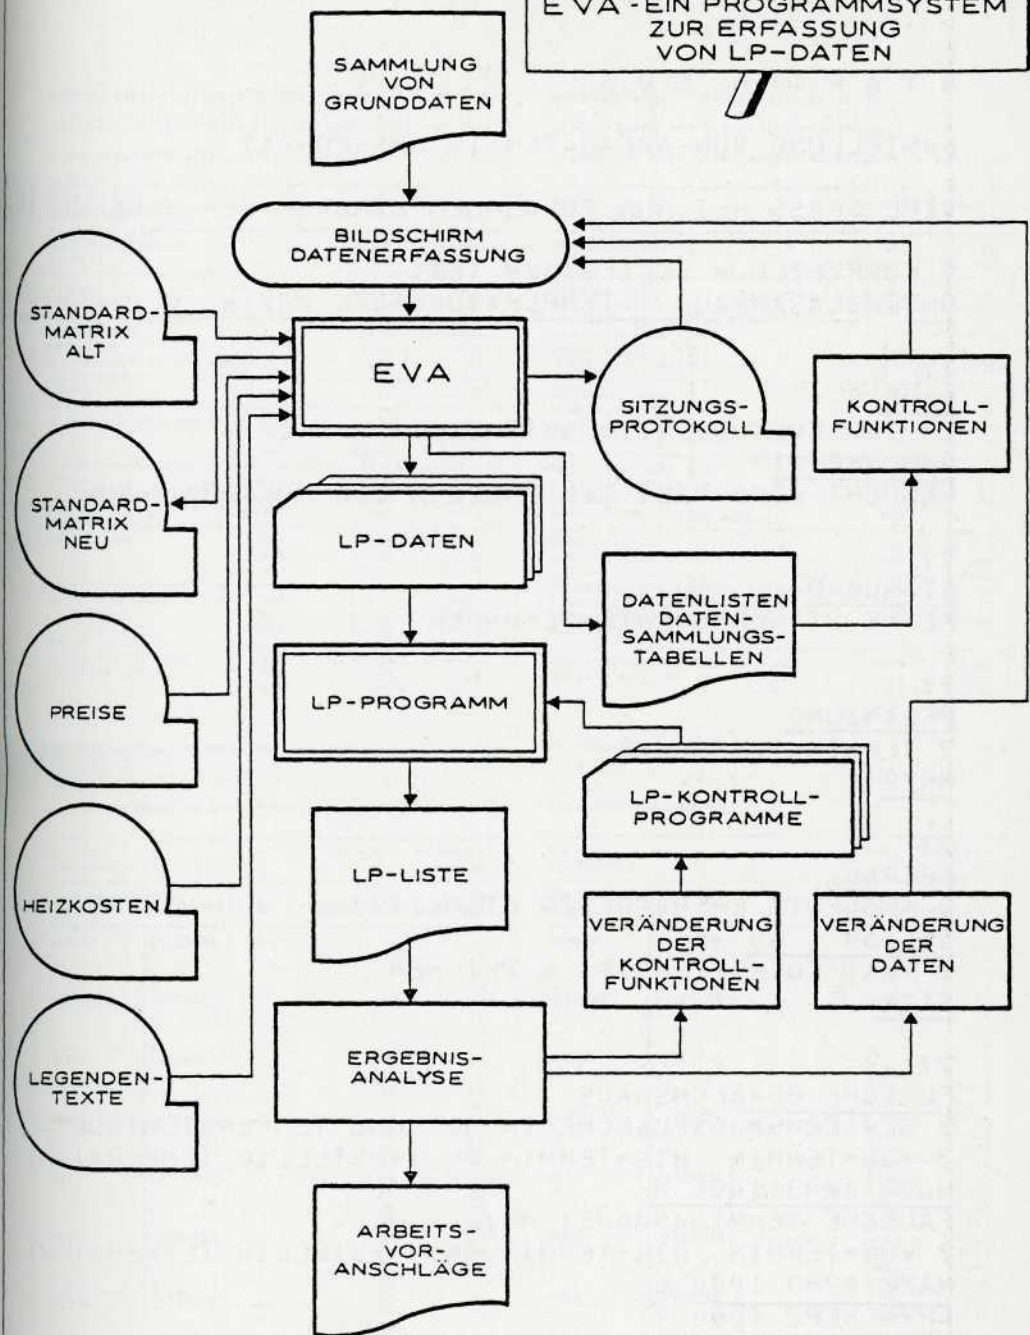 EVA - EIN PROGRAMMSYSTEM
ZUR ERFASSUNG
VON LP-DATEN
SAMMLUNG
VON
GRUNDDATEN
BILDSCHIRM
DATENERFASSUNG
STANDARD-
MATRIX
ALT
EVA
SITZUNGS-
PROTOKOLL
KONTROLL-
FUNKTIONEN
STANDARD-
MATRIX
NEU
LP-DATEN
DATENLISTEN
DATEN-
SAMMLUNGS-
TABELLEN
PREISE
LP-PROGRAMM
LP-KONTROLL-
PROGRAMME
HEIZKOSTEN
LP-LISTE
VERÄNDERUNG
DER
KONTROLL-
FUNKTIONEN
VERÄNDERUNG
DER
DATEN
LEGENDEN-
TEXTE
ERGEBNIS-
ANALYSE
ARBEITS-
VOR-
ANSCHLÄGE